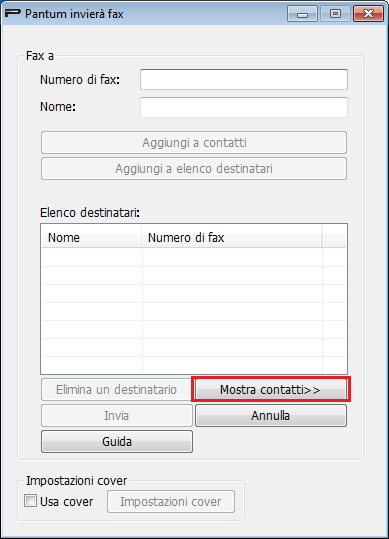 Pantum invierà fax
Fax a
Numero di fax:
Nome:
Aggiungi a contatti
Aggiungi a elenco destinatari
Elenco destinatari:
Nome Numero di fax
Elimina un destinatario Mostra contatti>>
Invia Annulla
Guida
Impostazioni cover
Usa cover Impostazioni cover